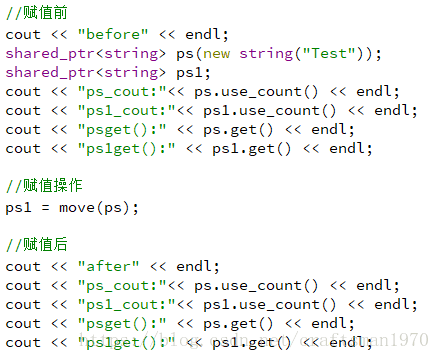 //赋值前
cout << "before" << endl;
shared_ptr<string> ps(new string("Test"));
shared_ptr<string> ps1;
cout << "ps_cout:"<< ps.use_count() << endl;
cout << "ps1_cout:"<< ps1.use_count() << endl;
cout << "psget():" << ps.get() << endl;
cout << "ps1get():" << ps1.get() << endl;
//赋值操作
ps1 = move(ps);
//赋值后
cout << "after" << endl;
cout << "ps_cout:"<< ps.use_count() << endl;
cout << "ps1_cout:"<< ps1.use_count() << endl;
cout << "psget():" << ps.get() << endl;
cout << "ps1get():" << ps1.get() << endl;